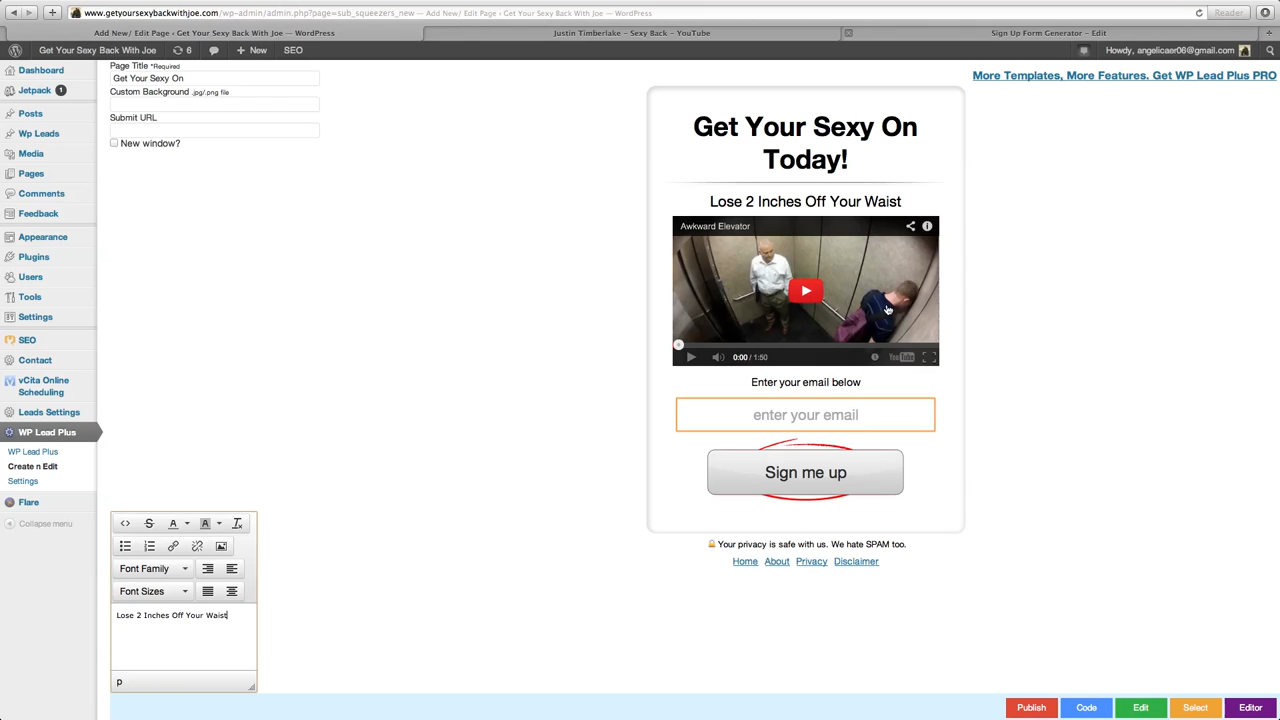 www.getyoursexybackwithjoe.com/wp-admin/admin.php?page=sub_squeezers_new — Add New/ Edit Page ‹ Get Your Sexy Back With Joe — WordPress
Reader
Add New/ Edit Page ‹ Get Your Sexy Back With Joe — WordPress
Justin Timberlake – Sexy Back - YouTube
Sign Up Form Generator – Edit
Get Your Sexy Back With Joe
6
New
SEO
Howdy, angelicaer06@gmail.com
Dashboard
Jetpack 1
Posts
Wp Leads
Media
Pages
Comments
Feedback
Appearance
Plugins
Users
Tools
Settings
SEO
Contact
vCita Online
Scheduling
Leads Settings
WP Lead Plus
WP Lead Plus
Create n Edit
Settings
Flare
Collapse menu
Page Title *Required
Get Your Sexy On
Custom Background .jpg/.png file
Submit URL
New window?
More Templates, More Features. Get WP Lead Plus PRO
Get Your Sexy On
Today!
Lose 2 Inches Off Your Waist
Awkward Elevator
0:00 / 1:50
YouTube
Enter your email below
enter your email
Sign me up
Your privacy is safe with us. We hate SPAM too.
Home About Privacy Disclaimer
Font Family
Font Sizes
Lose 2 Inches Off Your Waist
p
Publish
Code
Edit
Select
Editor